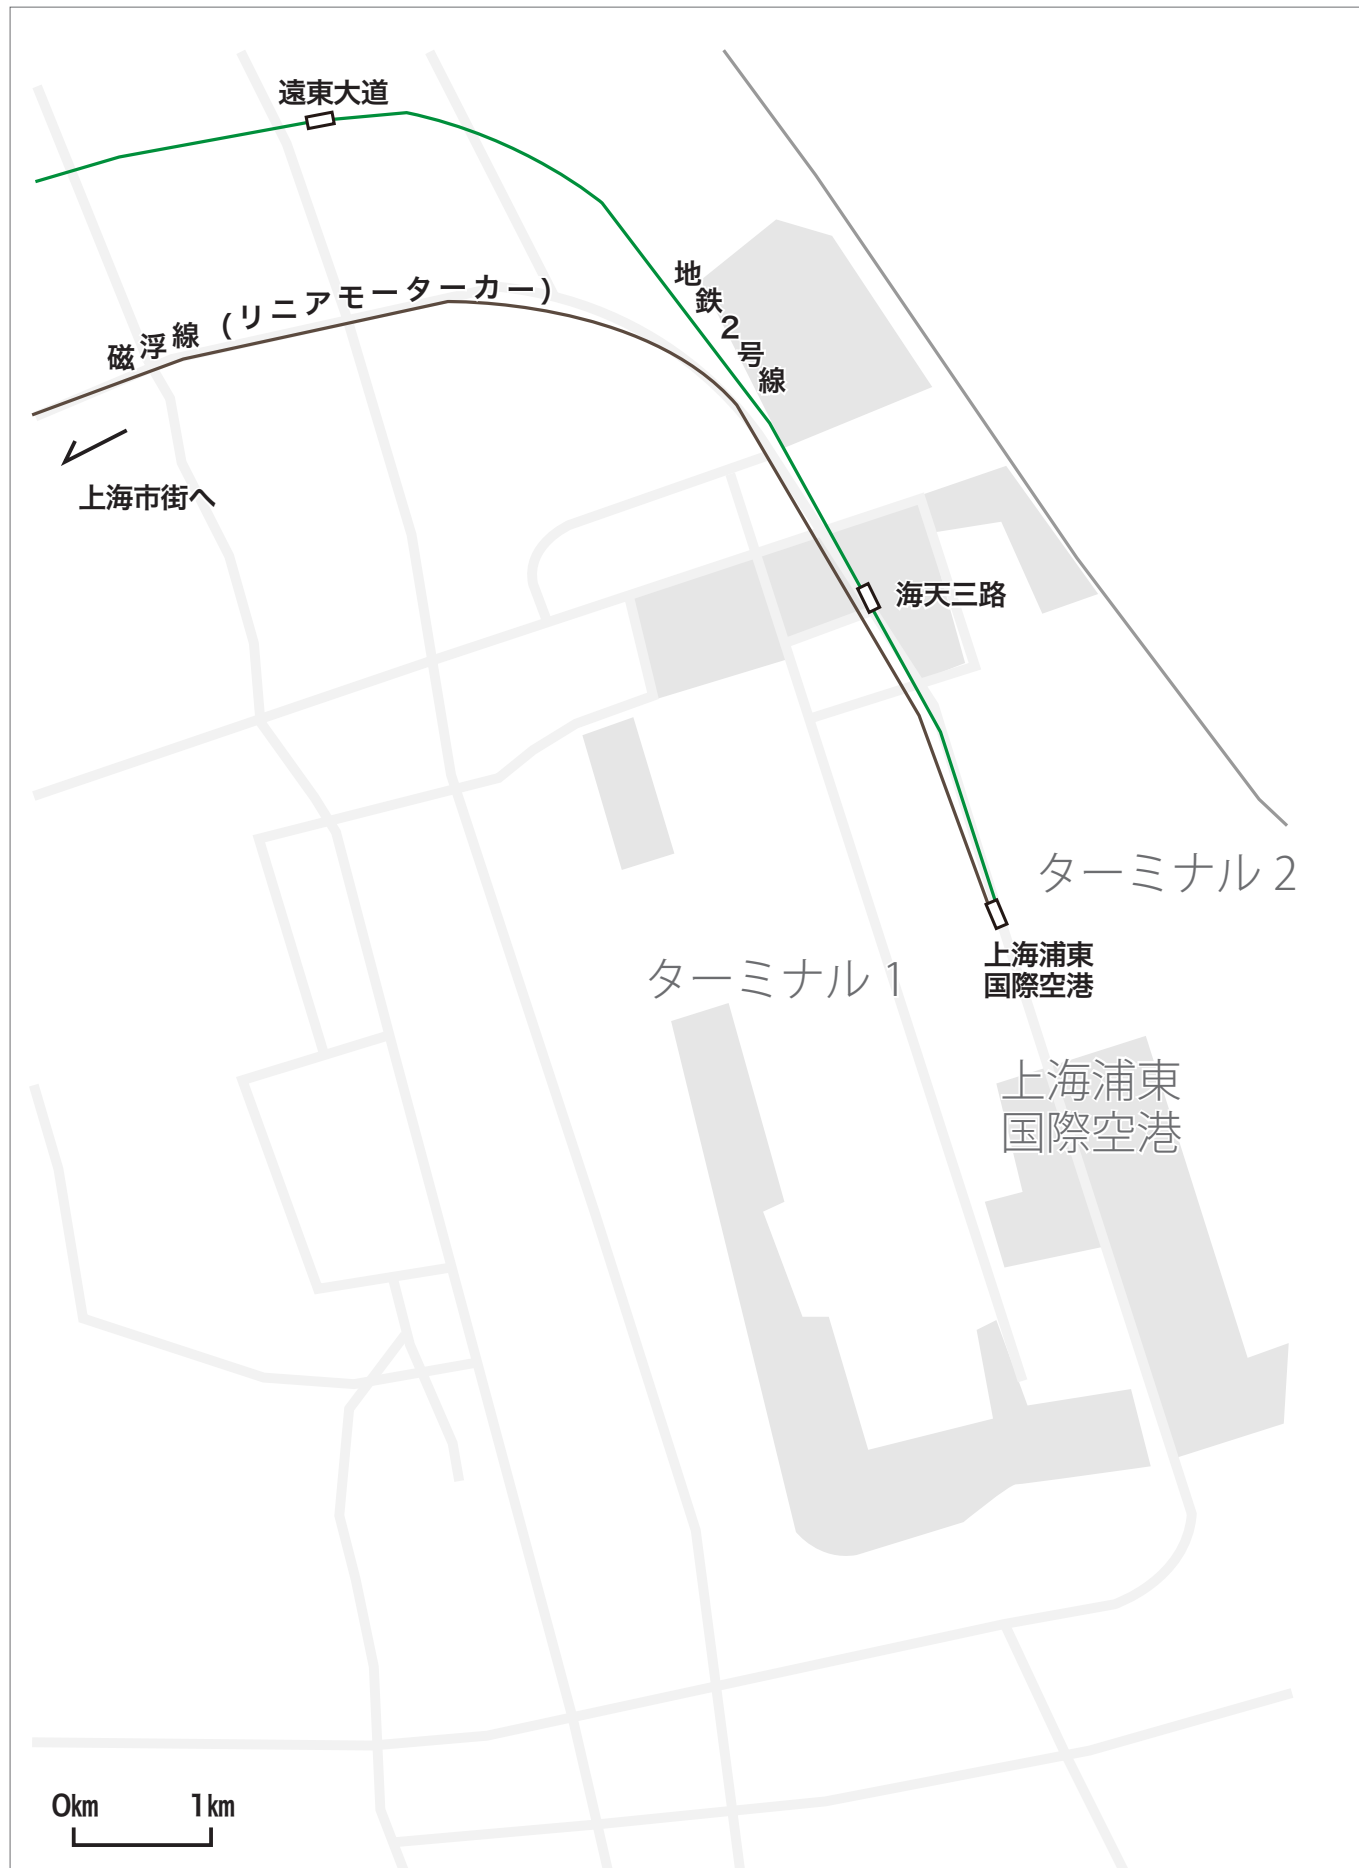 遠東大道
地鉄2号線
磁浮線(リニアモーターカー)
上海市街へ
海天三路
ターミナル2
ターミナル1
上海浦東
国際空港
上海浦東
国際空港
0km 1km